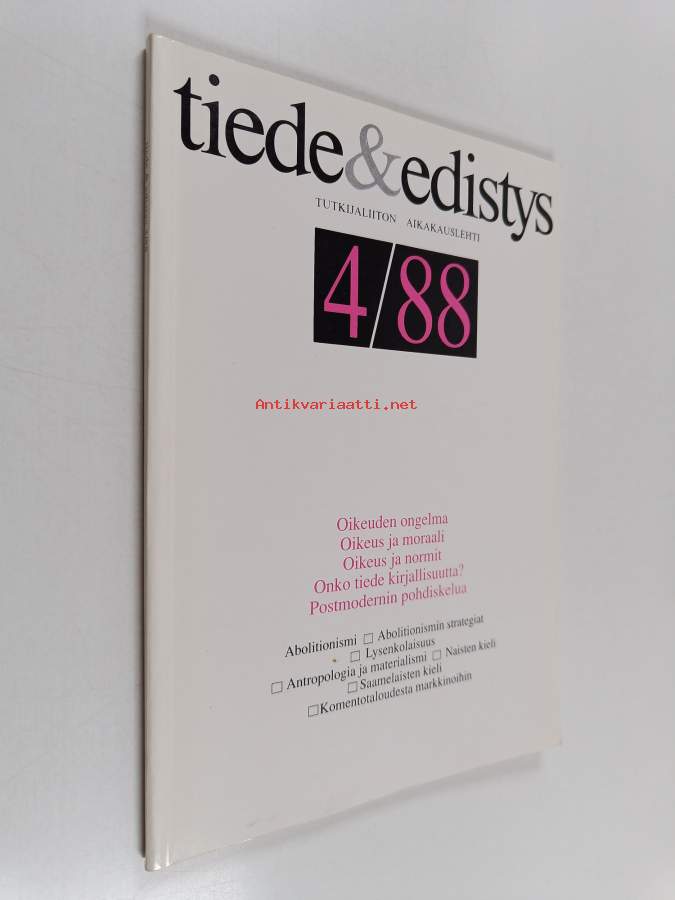 tiede&edistys
TUTKIJALIITON AIKAKAUSLEHTI
4/88
Antikvariaatti.net
Oikeuden ongelma
Oikeus ja moraali
Oikeus ja normit
Onko tiede kirjallisuutta?
Postmodernin pohdiskelua
Abolitionismi □ Abolitionismin strategiat
□ Lysenkolaisuus
□ Antropologia ja materialismi □ Naisten kieli
□ Saamelaisten kieli
□ Komentotaloudesta markkinoihin